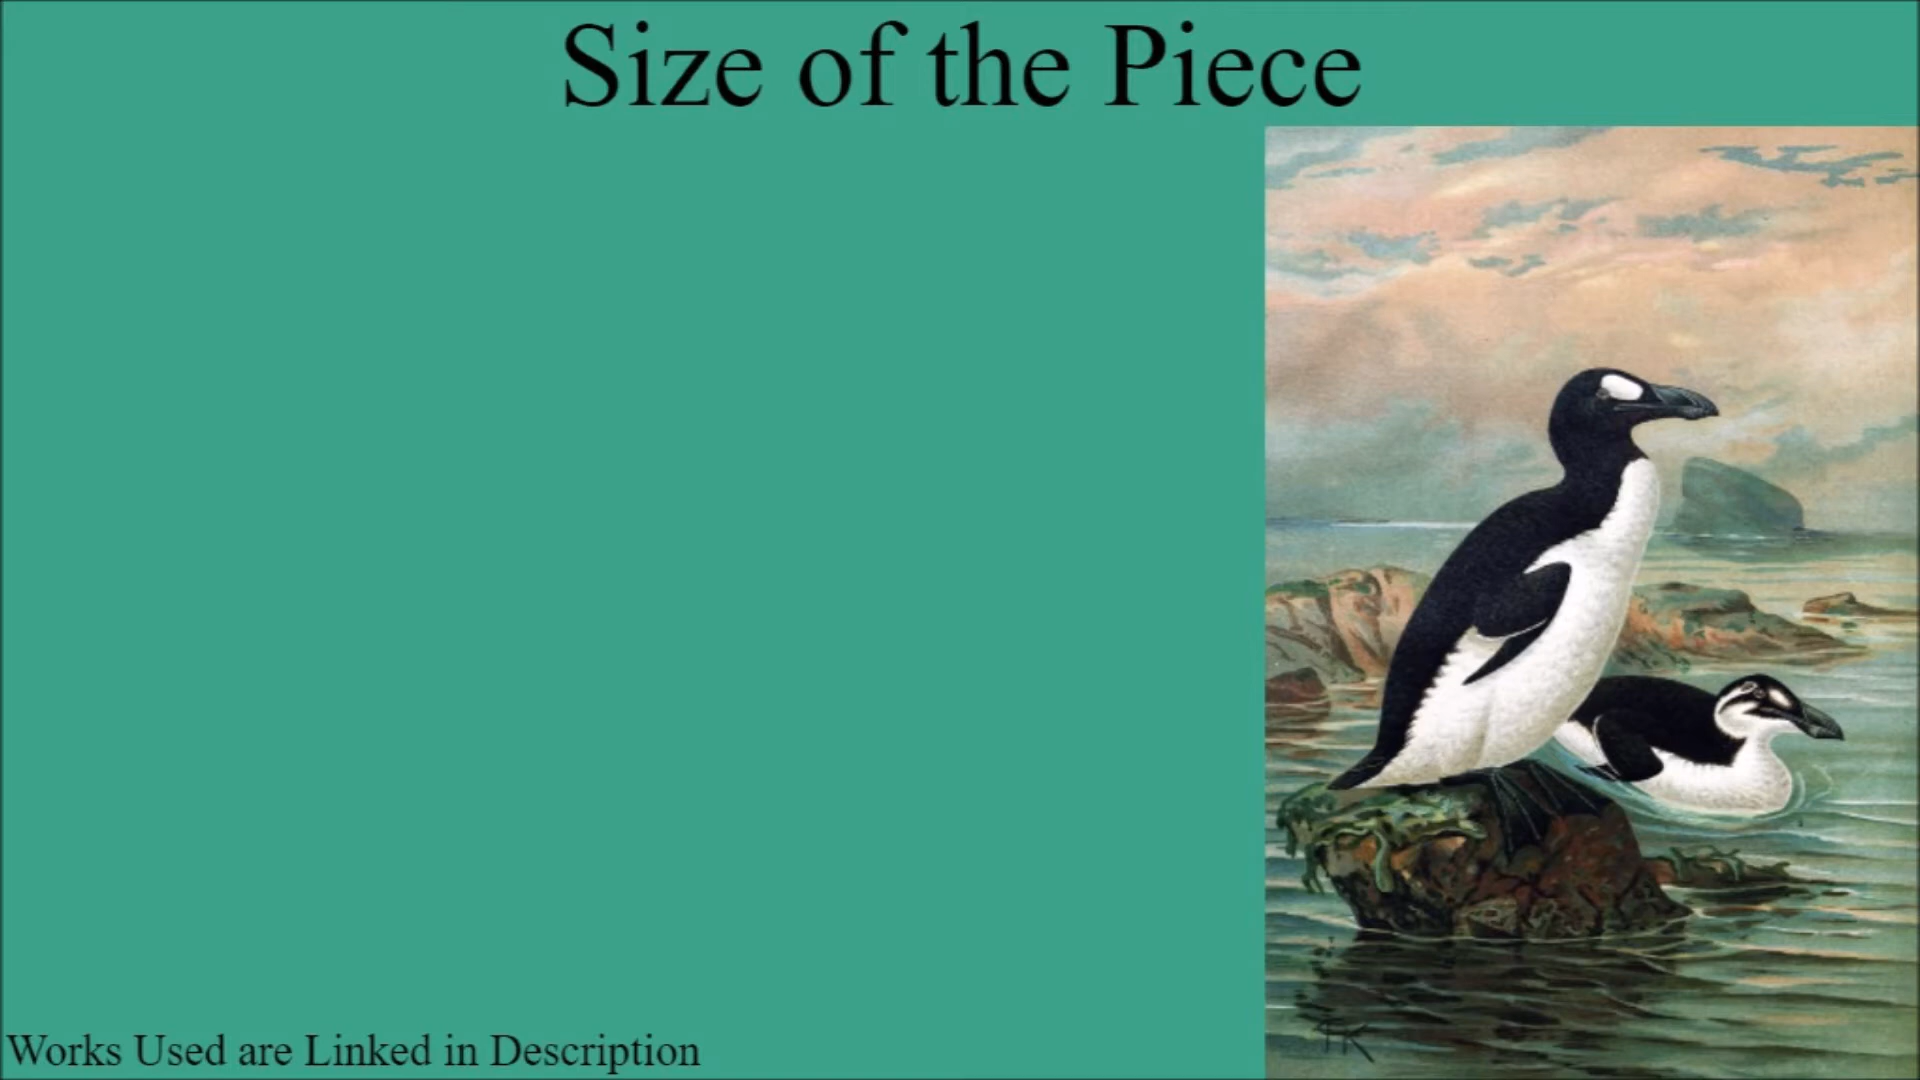 Size of the Piece
Works Used are Linked in Description